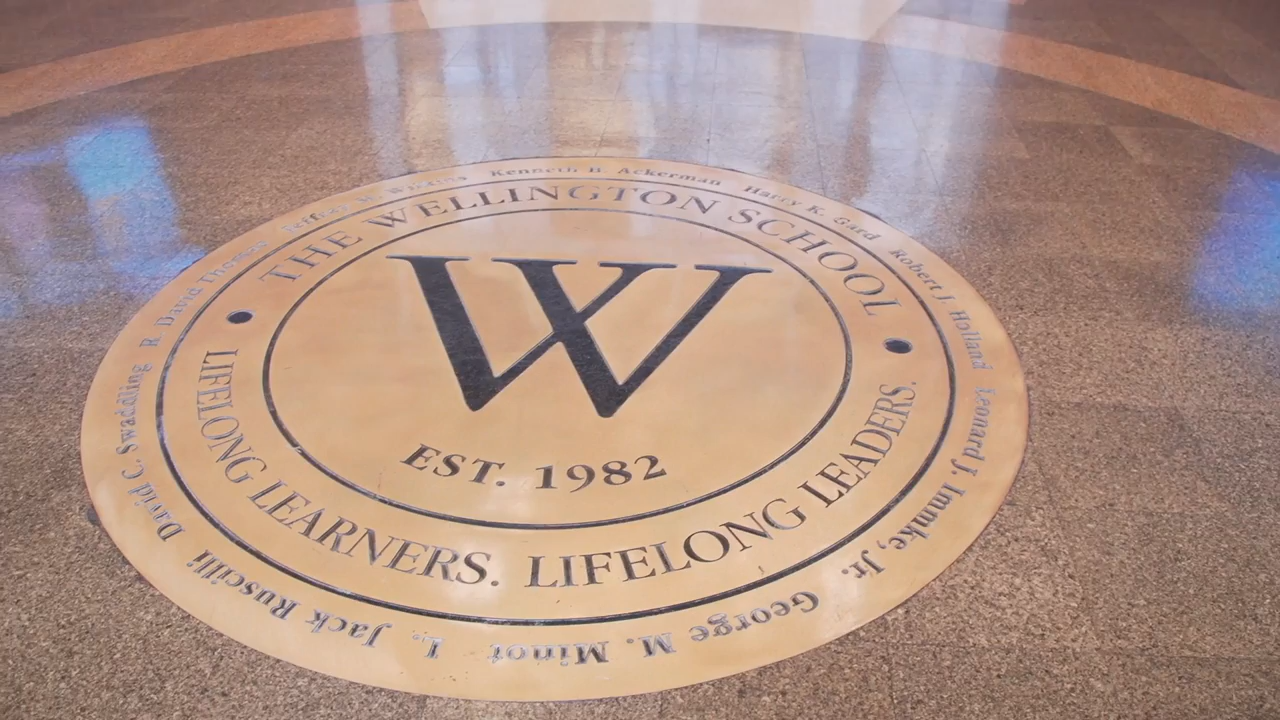 Kenneth B. Ackerman
Harry K. Gard
Robert J. Holland
Leonard J. Immke, Jr.
George M. Minot
L. Jack Ruscilli
David C. Swaddling
R. David Thomas
Jeffrey W.
THE WELLINGTON SCHOOL
W
EST. 1982
LIFELONG LEARNERS. LIFELONG LEADERS.